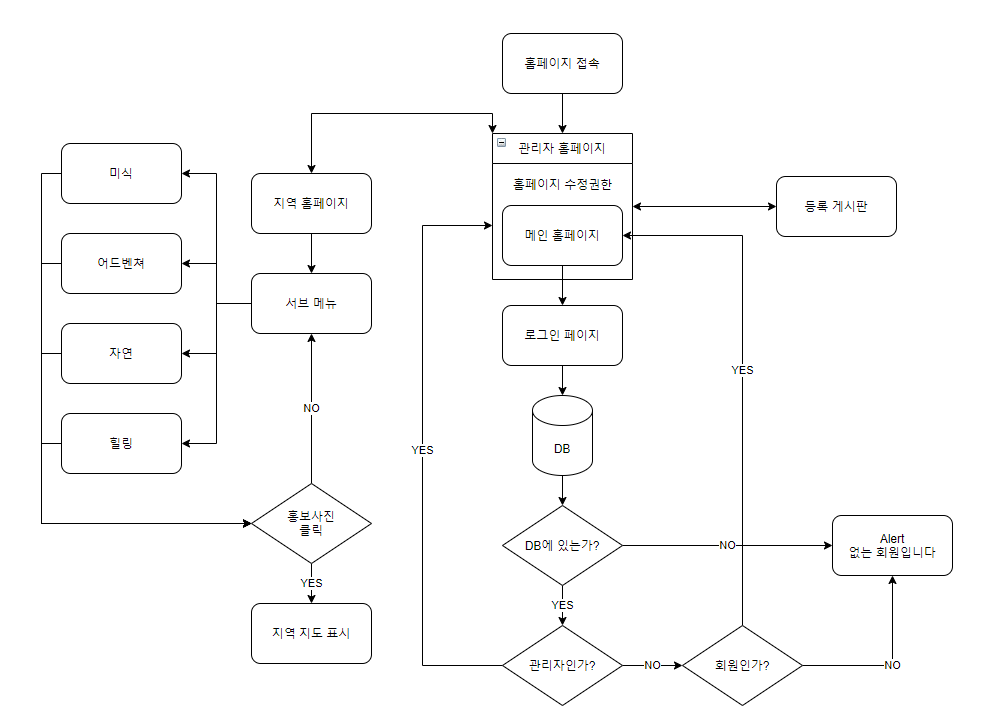 홈페이지 접속
관리자 홈페이지
홈페이지 수정권한
메인 홈페이지
등록 게시판
지역 홈페이지
서브 메뉴
미식
어드벤쳐
자연
힐링
NO
홍보사진
클릭
YES
지역 지도 표시
로그인 페이지
DB
YES
YES
DB에 있는가?
NO
Alert
없는 회원입니다
YES
관리자인가?
NO
회원인가?
NO